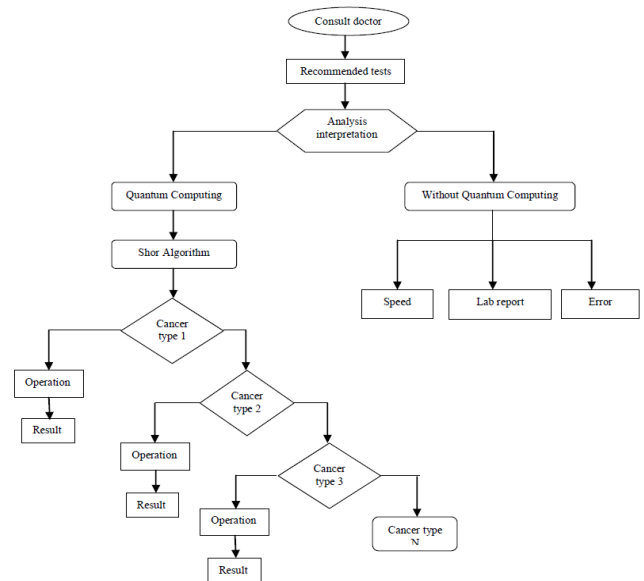 Consult doctor
Recommended tests
Analysis
interpretation
Quantum Computing
Without Quantum Computing
Shor Algorithm
Speed
Lab report
Error
Cancer
type 1
Operation
Result
Cancer
type 2
Operation
Result
Cancer
type 3
Operation
Result
Cancer type
N